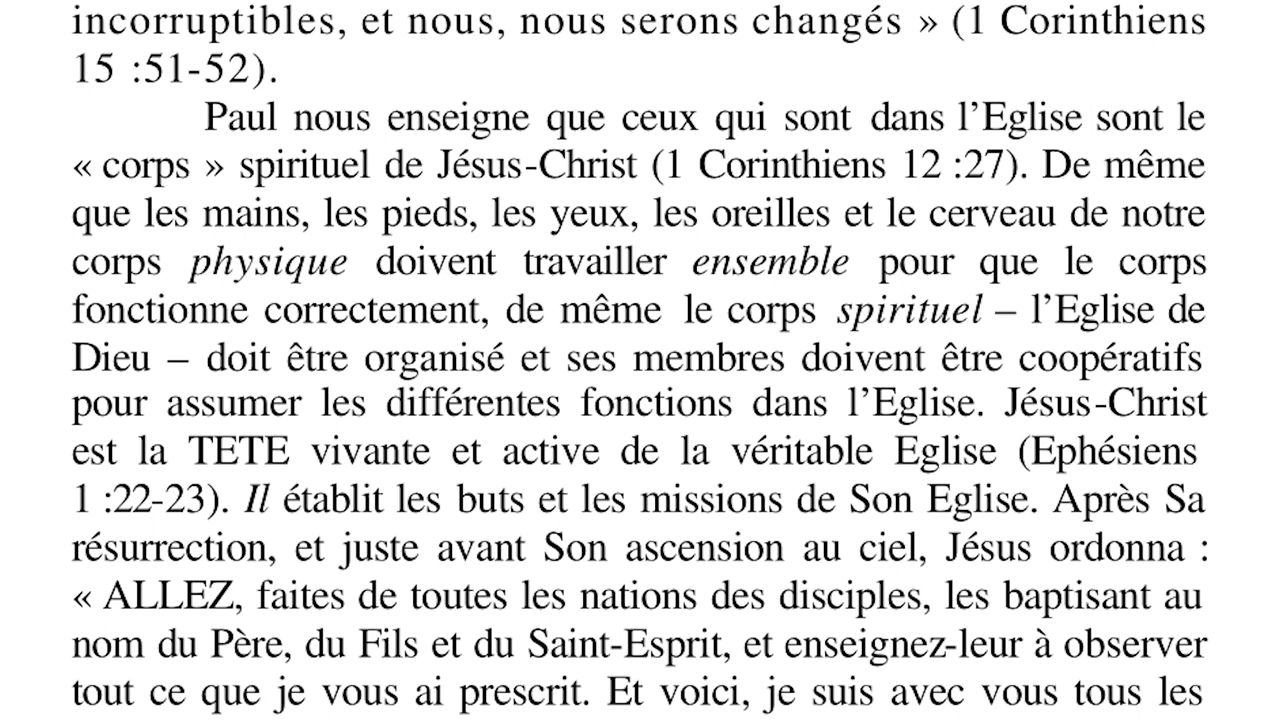 incorruptibles, et nous, nous serons changés » (1 Corinthiens
15 :51-52).
Paul nous enseigne que ceux qui sont dans l’Eglise sont le
« corps » spirituel de Jésus-Christ (1 Corinthiens 12 :27). De même
que les mains, les pieds, les yeux, les oreilles et le cerveau de notre
corps physique doivent travailler ensemble pour que le corps
fonctionne correctement, de même le corps spirituel – l’Eglise de
Dieu – doit être organisé et ses membres doivent être coopératifs
pour assumer les différentes fonctions dans l’Eglise. Jésus-Christ
est la TETE vivante et active de la véritable Eglise (Ephésiens
1 :22-23). Il établit les buts et les missions de Son Eglise. Après Sa
résurrection, et juste avant Son ascension au ciel, Jésus ordonna :
« ALLEZ, faites de toutes les nations des disciples, les baptisant au
nom du Père, du Fils et du Saint-Esprit, et enseignez-leur à observer
tout ce que je vous ai prescrit. Et voici, je suis avec vous tous les